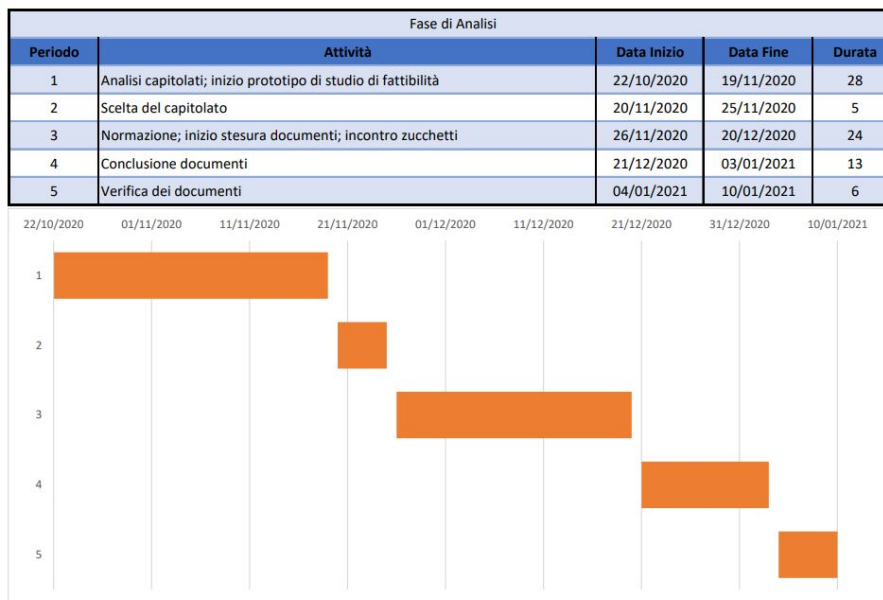 Fase di Analisi
Periodo Attività Data Inizio Data Fine Durata
1 Analisi capitolati; inizio prototipo di studio di fattibilità 22/10/2020 19/11/2020 28
2 Scelta del capitolato 20/11/2020 25/11/2020 5
3 Normazione; inizio stesura documenti; incontro zucchetti 26/11/2020 20/12/2020 24
4 Conclusione documenti 21/12/2020 03/01/2021 13
5 Verifica dei documenti 04/01/2021 10/01/2021 6
22/10/2020 01/11/2020 11/11/2020 21/11/2020 01/12/2020 11/12/2020 21/12/2020 31/12/2020 10/01/2021
1
2
3
4
5